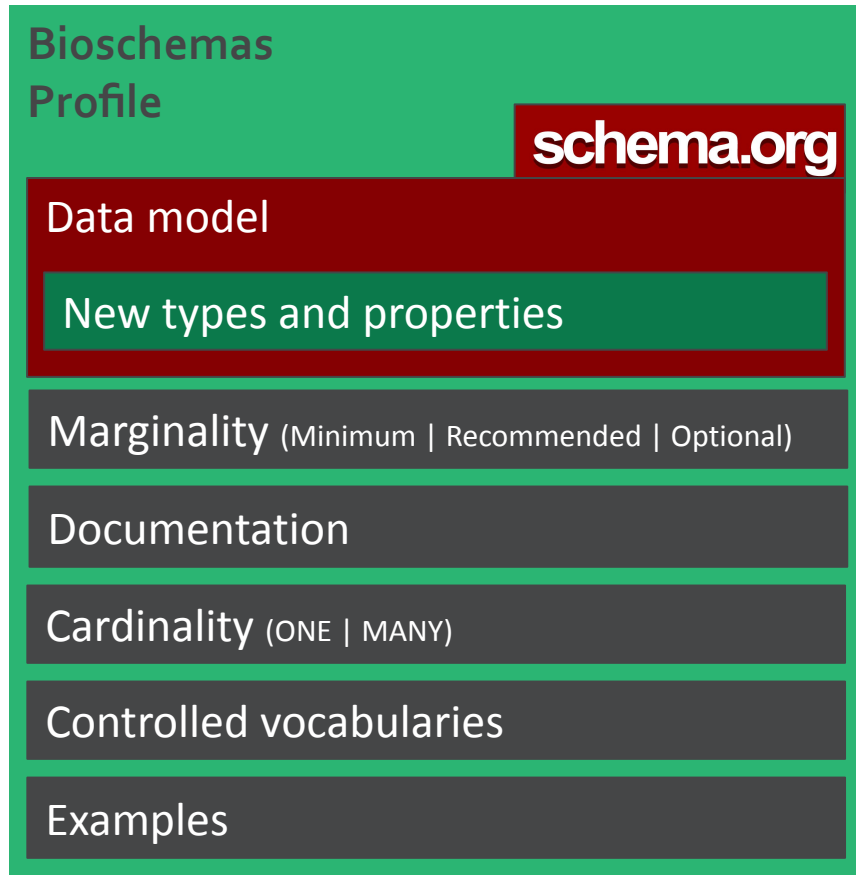 Bioschemas
Profile
schema.org
Data model
New types and properties
Marginality (Minimum | Recommended | Optional)
Documentation
Cardinality (ONE | MANY)
Controlled vocabularies
Examples